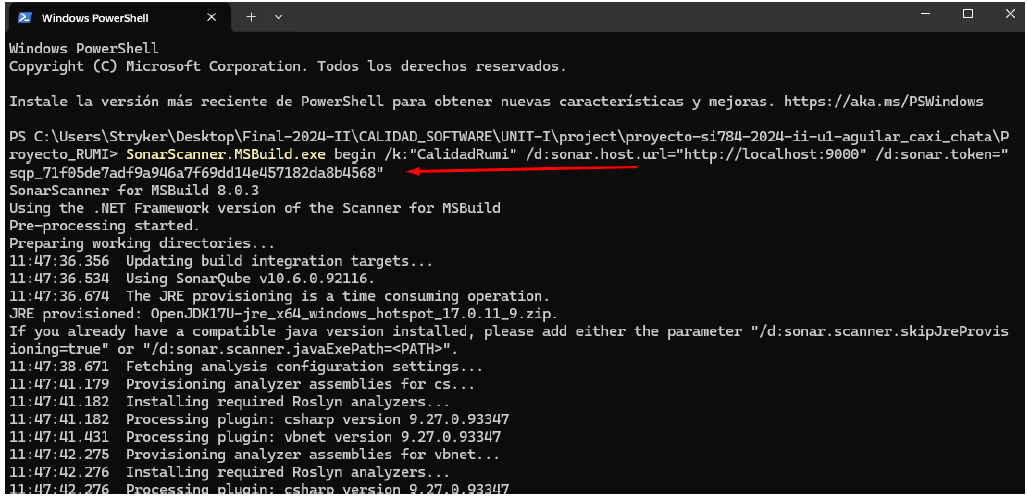 Windows PowerShell
Windows PowerShell
Copyright (C) Microsoft Corporation. Todos los derechos reservados.
Instale la versión más reciente de PowerShell para obtener nuevas características y mejoras. https://aka.ms/PSWindows
PS C:\Users\Stryker\Desktop\Final-2024-II\CALIDAD_SOFTWARE\UNIT-I\project\proyecto-si784-2024-ii-u1-aguilar_caxi_chata\P
royecto_RUMI> SonarScanner.MSBuild.exe begin /k:"CalidadRumi" /d:sonar.host.url="http://localhost:9000" /d:sonar.token="
sqp_71f05de7adf9a946a7f69dd14e457182da8b4568"
SonarScanner for MSBuild 8.0.3
Using the .NET Framework version of the Scanner for MSBuild
Pre-processing started.
Preparing working directories...
11:47:36.356  Updating build integration targets...
11:47:36.534  Using SonarQube v10.6.0.92116.
11:47:36.674  The JRE provisioning is a time consuming operation.
JRE provisioned: OpenJDK17U-jre_x64_windows_hotspot_17.0.11_9.zip.
If you already have a compatible java version installed, please add either the parameter "/d:sonar.scanner.skipJreProvis
ioning=true" or "/d:sonar.scanner.javaExePath=<PATH>".
11:47:38.671  Fetching analysis configuration settings...
11:47:41.179  Provisioning analyzer assemblies for cs...
11:47:41.182  Installing required Roslyn analyzers...
11:47:41.182  Processing plugin: csharp version 9.27.0.93347
11:47:41.431  Processing plugin: vbnet version 9.27.0.93347
11:47:42.275  Provisioning analyzer assemblies for vbnet...
11:47:42.276  Installing required Roslyn analyzers...
11:47:42.276  Processing plugin: csharp version 9.27.0.93347